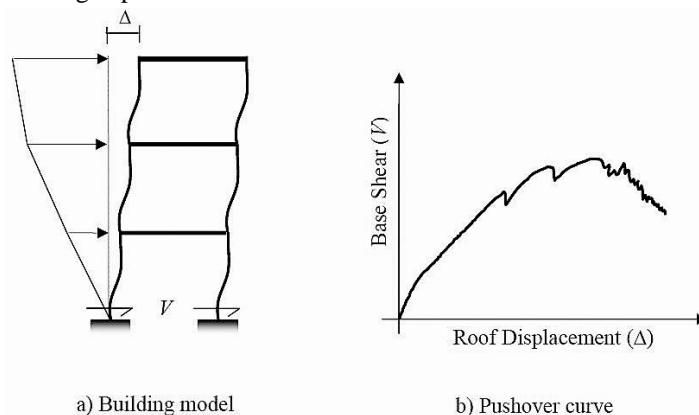 Δ
V
a) Building model
Base Shear (V)
Roof Displacement (Δ)
b) Pushover curve